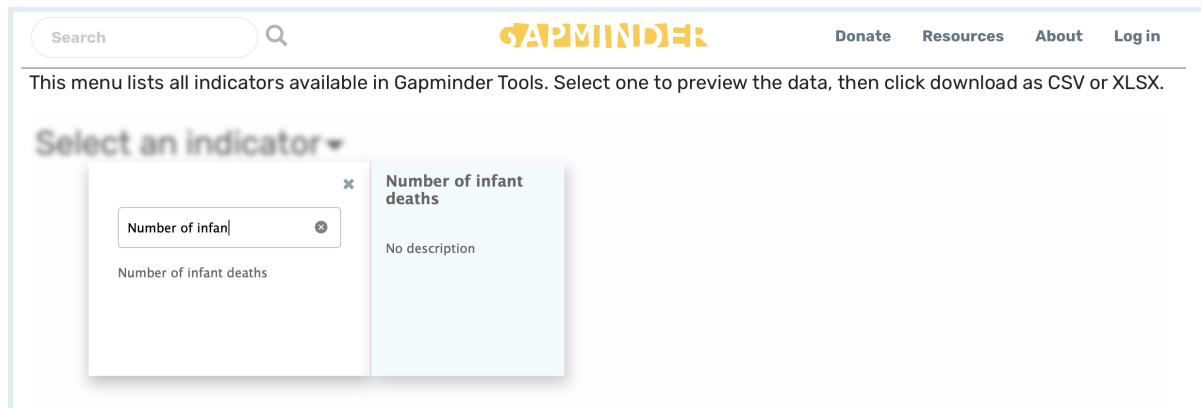 Search
GAPMINDER
Donate Resources About Log in
This menu lists all indicators available in Gapminder Tools. Select one to preview the data, then click download as CSV or XLSX.
Select an indicator
Number of infan
Number of infant deaths
Number of infant
deaths
No description